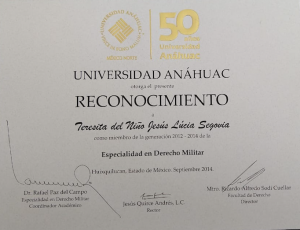 50
Universidad
Anáhuac
UNIVERSIDAD ANÁHUAC
otorga el presente
RECONOCIMIENTO
a
Teresita del Niño Jesús Lúcia Segovia
como miembro de la generación 2012 - 2014 de la
Especialidad en Derecho Militar
Huixquilucan, Estado de México, Septiembre 2014.
Dr. Rafael Paz del Campo
Especialidad en Derecho Militar
Coordinador Académico
Jesús Quirce Andrés, L.C.
Rector
Mtro. Ricardo Alfredo Sodi Cuellar
Facultad de Derecho
Director